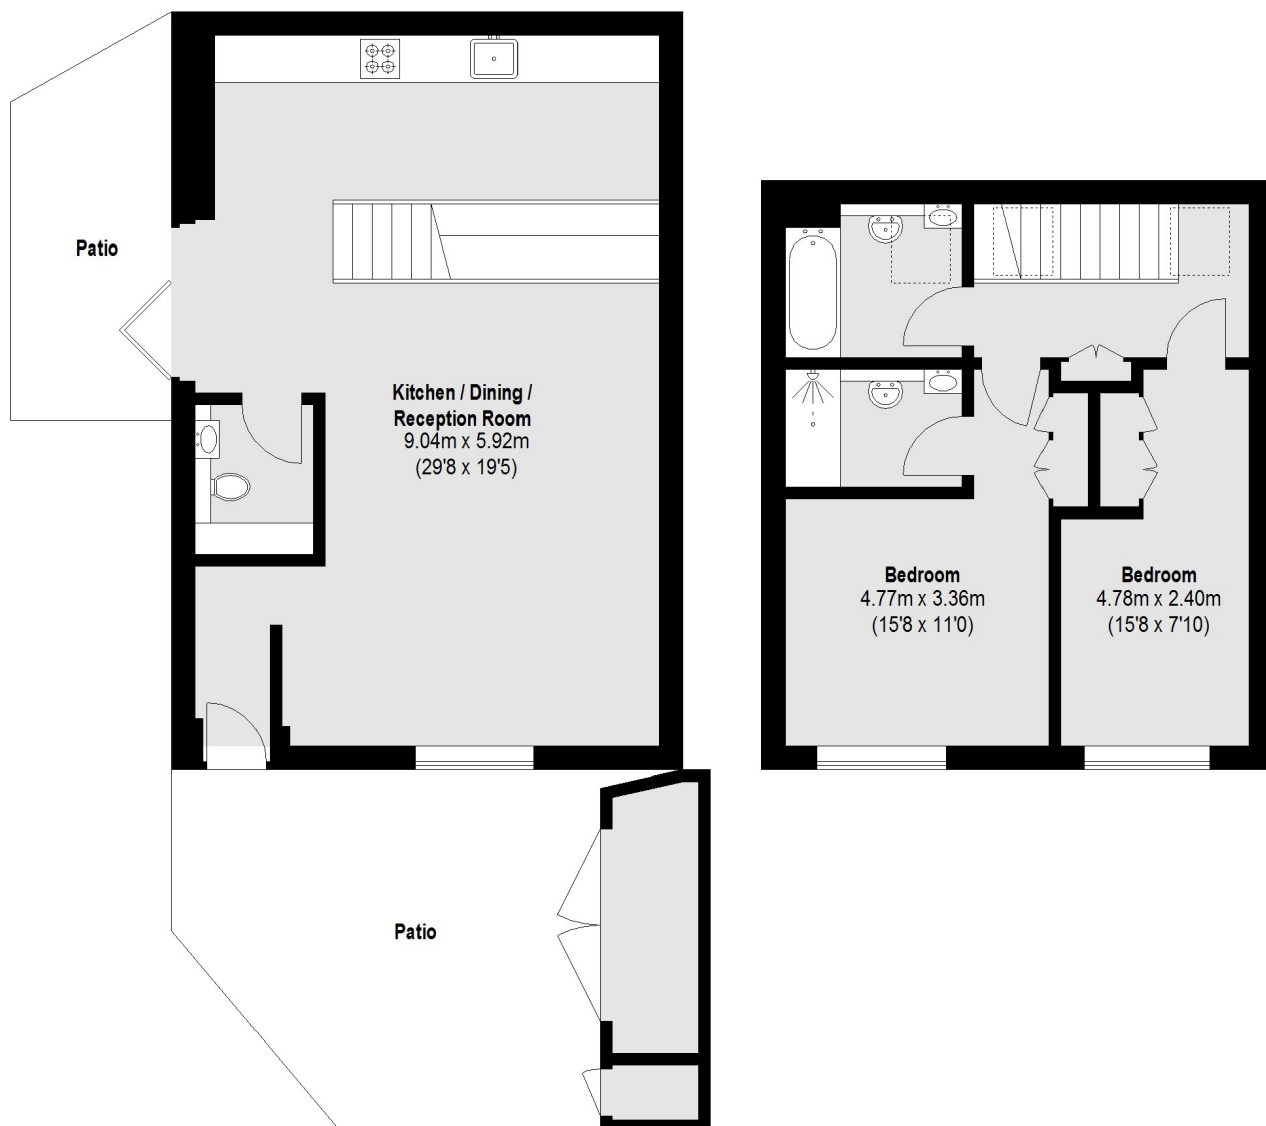 Patio
Kitchen / Dining /
Reception Room
9.04m x 5.92m
(29'8 x 19'5)
Bedroom
4.77m x 3.36m
(15'8 x 11'0)
Bedroom
4.78m x 2.40m
(15'8 x 7'10)
Patio